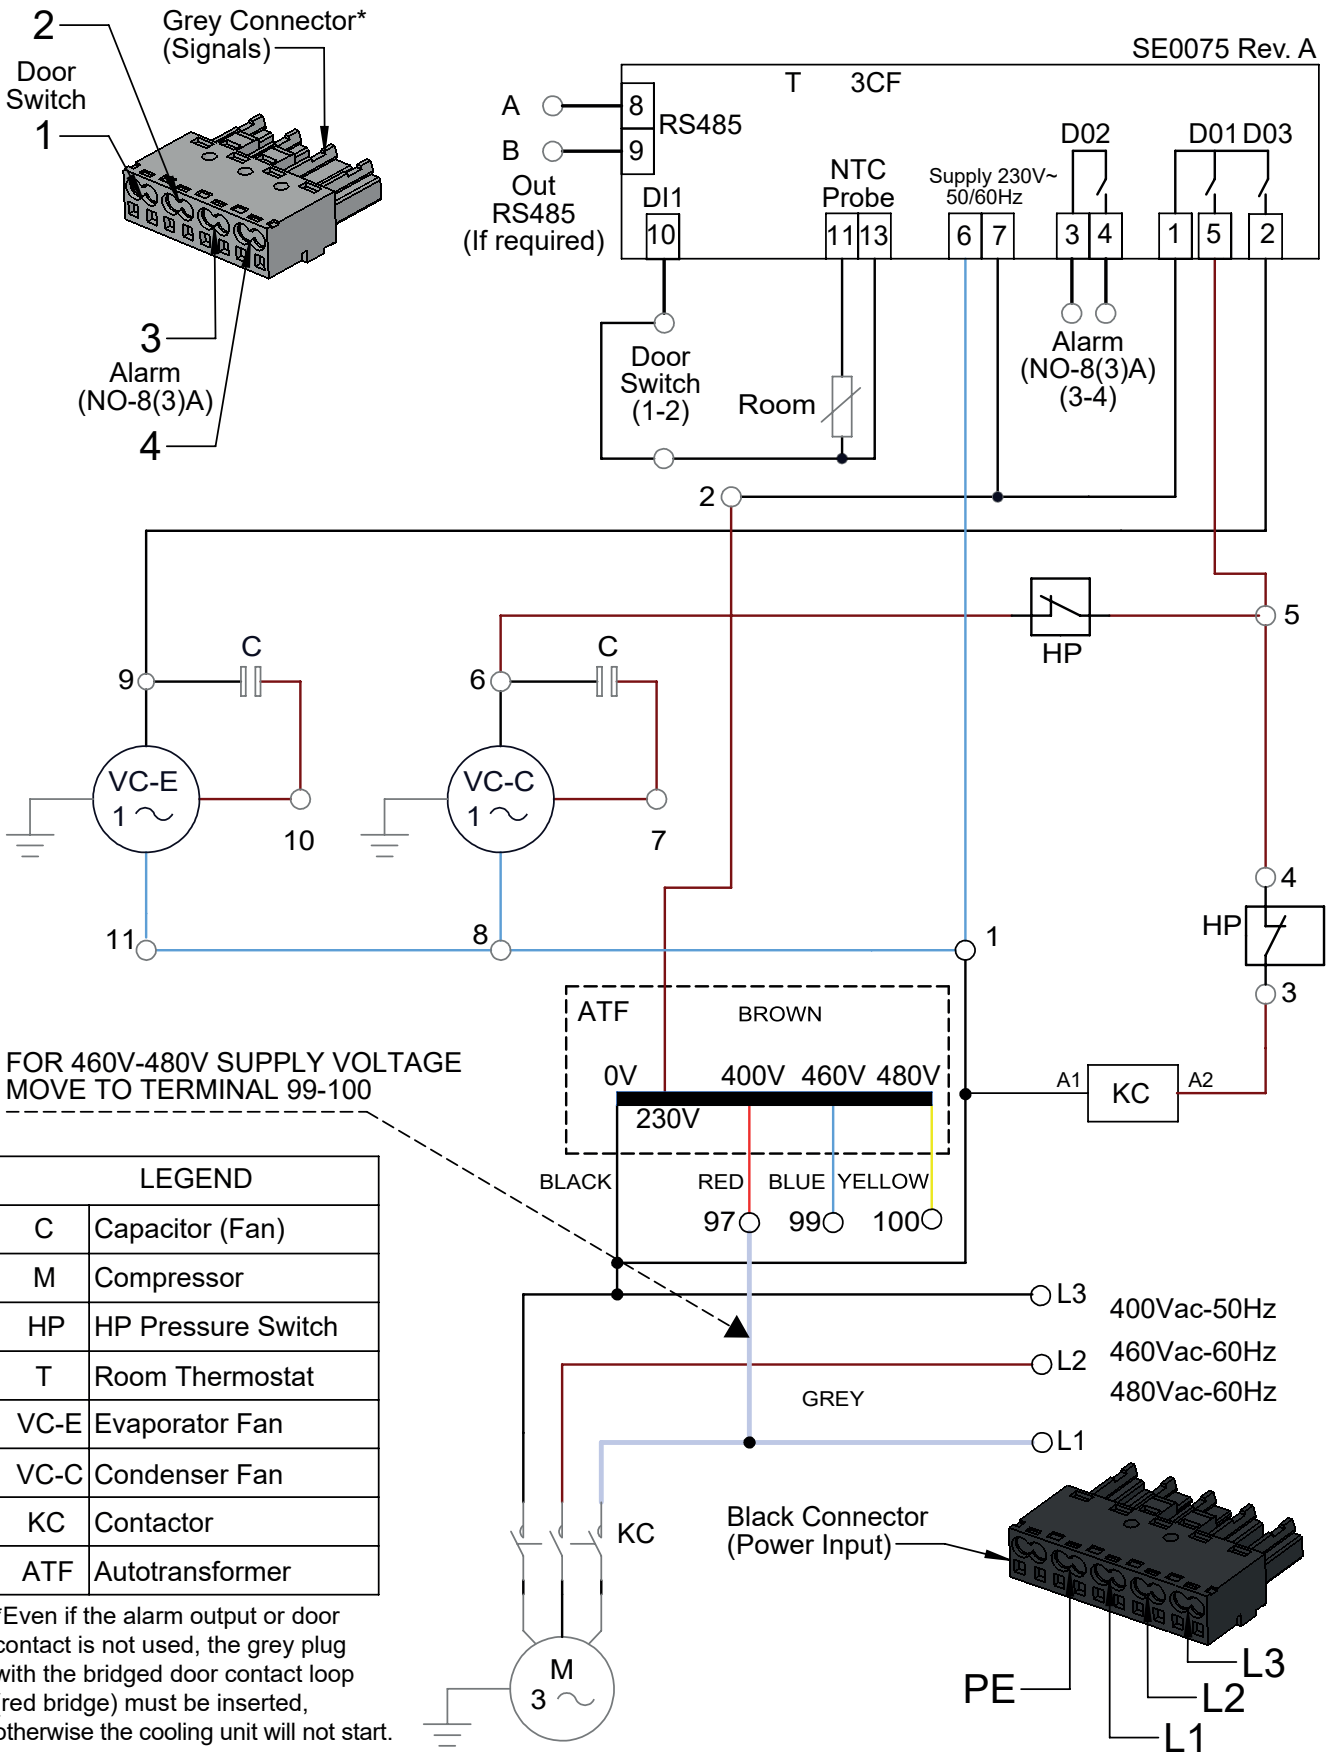 2
Grey Connector*
(Signals)
Door
Switch
1
3
Alarm
(NO-8(3)A)
4
SE0075 Rev. A
T 3CF
A
8
RS485
B
9
Out
RS485
(If required)
DI1
10
NTC
Probe
11 13
Supply 230V~
50/60Hz
6 7
D02
3 4
D01 D03
1 5 2
Door
Switch
(1-2)
Room
Alarm
(NO-8(3)A)
(3-4)
2
HP
5
9
C
6
C
VC-E
1
10
VC-C
1
7
4
HP
11
8
1
3
ATF
BROWN
FOR 460V-480V SUPPLY VOLTAGE
MOVE TO TERMINAL 99-100
0V 400V 460V 480V
230V
A1 KC A2
BLACK RED BLUE YELLOW
97 99 100
LEGEND
C Capacitor (Fan)
M Compressor
HP HP Pressure Switch
T Room Thermostat
VC-E Evaporator Fan
VC-C Condenser Fan
KC Contactor
ATF Autotransformer
L3
400Vac-50Hz
L2
460Vac-60Hz
480Vac-60Hz
GREY
L1
KC
Black Connector
(Power Input)
M
3
PE
L3
L2
L1
*Even if the alarm output or door
contact is not used, the grey plug
with the bridged door contact loop
(red bridge) must be inserted,
otherwise the cooling unit will not start.